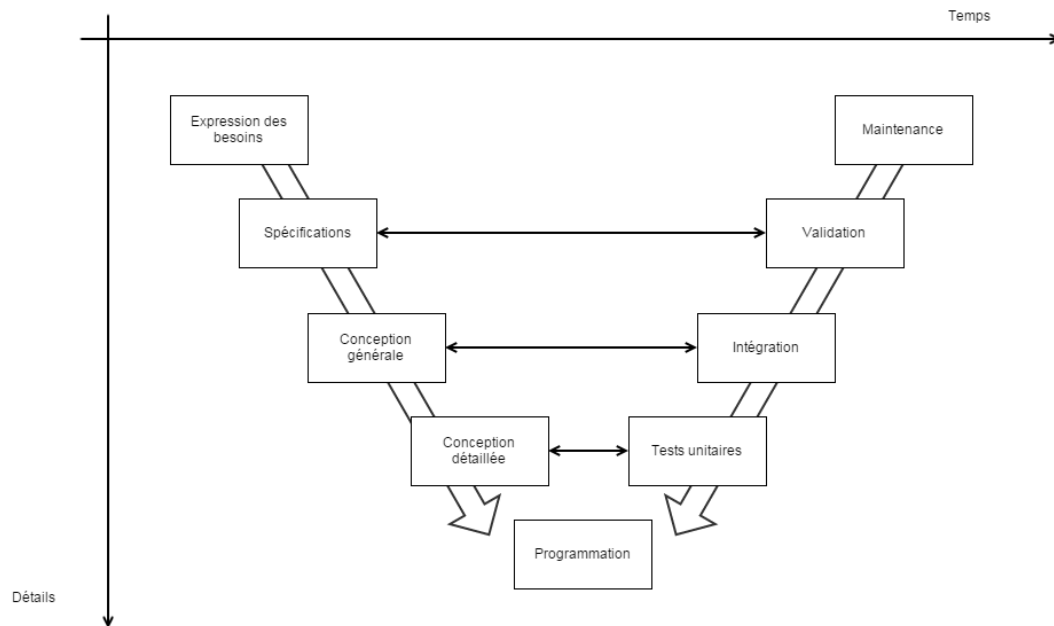 Temps
Expression des
besoins
Maintenance
Spécifications
Validation
Conception
générale
Intégration
Conception
détaillée
Tests unitaires
Programmation
Détails